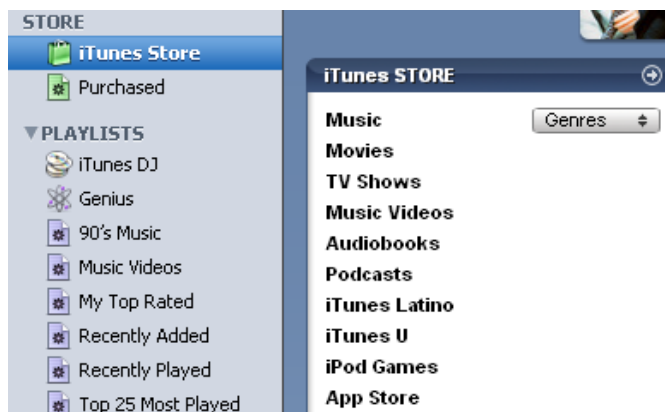 STORE
iTunes Store
Purchased
PLAYLISTS
iTunes DJ
Genius
90's Music
Music Videos
My Top Rated
Recently Added
Recently Played
Top 25 Most Played
iTunes STORE
Music
Genres
Movies
TV Shows
Music Videos
Audiobooks
Podcasts
iTunes Latino
iTunes U
iPod Games
App Store